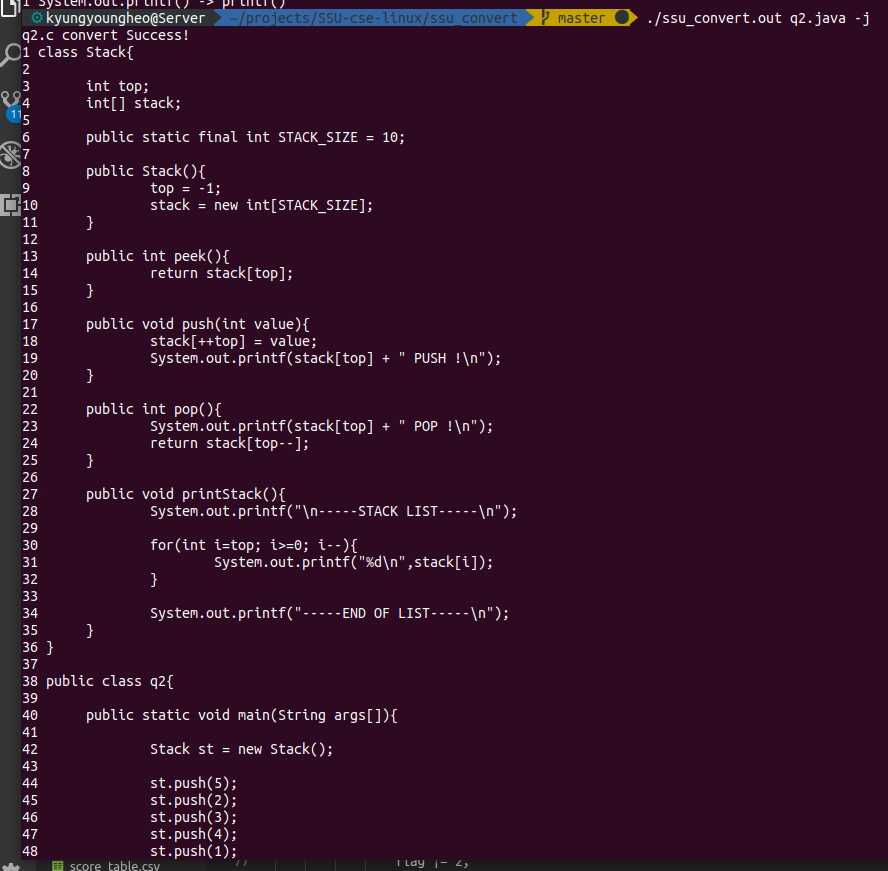 1 System.out.printf() -> printf()
kyungyoungheo@Server ~/projects/SSU-cse-linux/ssu_convert master ./ssu_convert.out q2.java -j
q2.c convert Success!
1 class Stack{
2
3 int top;
4 int[] stack;
5
6 public static final int STACK_SIZE = 10;
7
8 public Stack(){
9 top = -1;
10 stack = new int[STACK_SIZE];
11 }
12
13 public int peek(){
14 return stack[top];
15 }
16
17 public void push(int value){
18 stack[++top] = value;
19 System.out.printf(stack[top] + " PUSH !\n");
20 }
21
22 public int pop(){
23 System.out.printf(stack[top] + " POP !\n");
24 return stack[top--];
25 }
26
27 public void printStack(){
28 System.out.printf("\n-----STACK LIST-----\n");
29
30 for(int i=top; i>=0; i--){
31 System.out.printf("%d\n",stack[i]);
32 }
33
34 System.out.printf("-----END OF LIST-----\n");
35 }
36 }
37
38 public class q2{
39
40 public static void main(String args[]){
41
42 Stack st = new Stack();
43
44 st.push(5);
45 st.push(2);
46 st.push(3);
47 st.push(4);
48 st.push(1);
11
score_table.csv